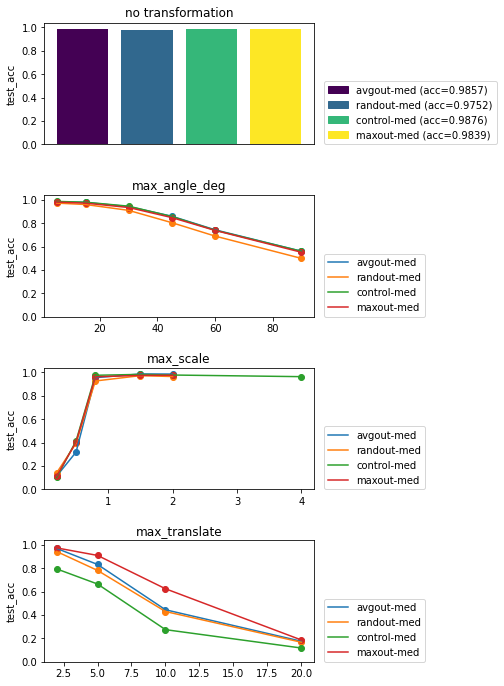 no transformation
test_acc
1.0
0.8
0.6
0.4
0.2
0.0
avgout-med (acc=0.9857)
randout-med (acc=0.9752)
control-med (acc=0.9876)
maxout-med (acc=0.9839)
max_angle_deg
test_acc
1.0
0.8
0.6
0.4
0.2
0.0
20 40 60 80
avgout-med
randout-med
control-med
maxout-med
max_scale
test_acc
1.0
0.8
0.6
0.4
0.2
0.0
1 2 3 4
avgout-med
randout-med
control-med
maxout-med
max_translate
test_acc
1.0
0.8
0.6
0.4
0.2
0.0
2.5 5.0 7.5 10.0 12.5 15.0 17.5 20.0
avgout-med
randout-med
control-med
maxout-med